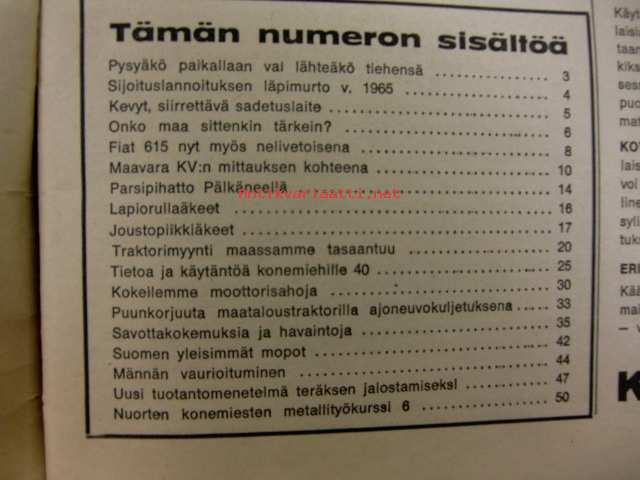 Tämän numeron sisältöä
Pysyäkö paikallaan vai lähteäkö tiehensä 3
Sijoituslannoituksen läpimurto v. 1965 4
Kevyt, siirrettävä sadetuslaite 5
Onko maa sittenkin tärkein? 6
Fiat 615 nyt myös nelivetoisena 8
Maavara KV:n mittauksen kohteena 10
Parsipihatto Pälkäneellä 14
Antikvariaatti.net
Lapiorullaäkeet 16
Joustopiikkiäkeet 17
Traktorimyynti maassamme tasaantuu 20
Tietoa ja käytäntöä konemiehille 40 25
Kokeilemme moottorisahoja 30
Puunkorjuuta maataloustraktorilla ajoneuvokuljetuksena 33
Savottakokemuksia ja havaintoja 35
Suomen yleisimmät mopot 42
Männän vaurioituminen 44
Uusi tuotantomenetelmä teräksen jalostamiseksi 47
Nuorten konemiesten metallityökurssi 6 50